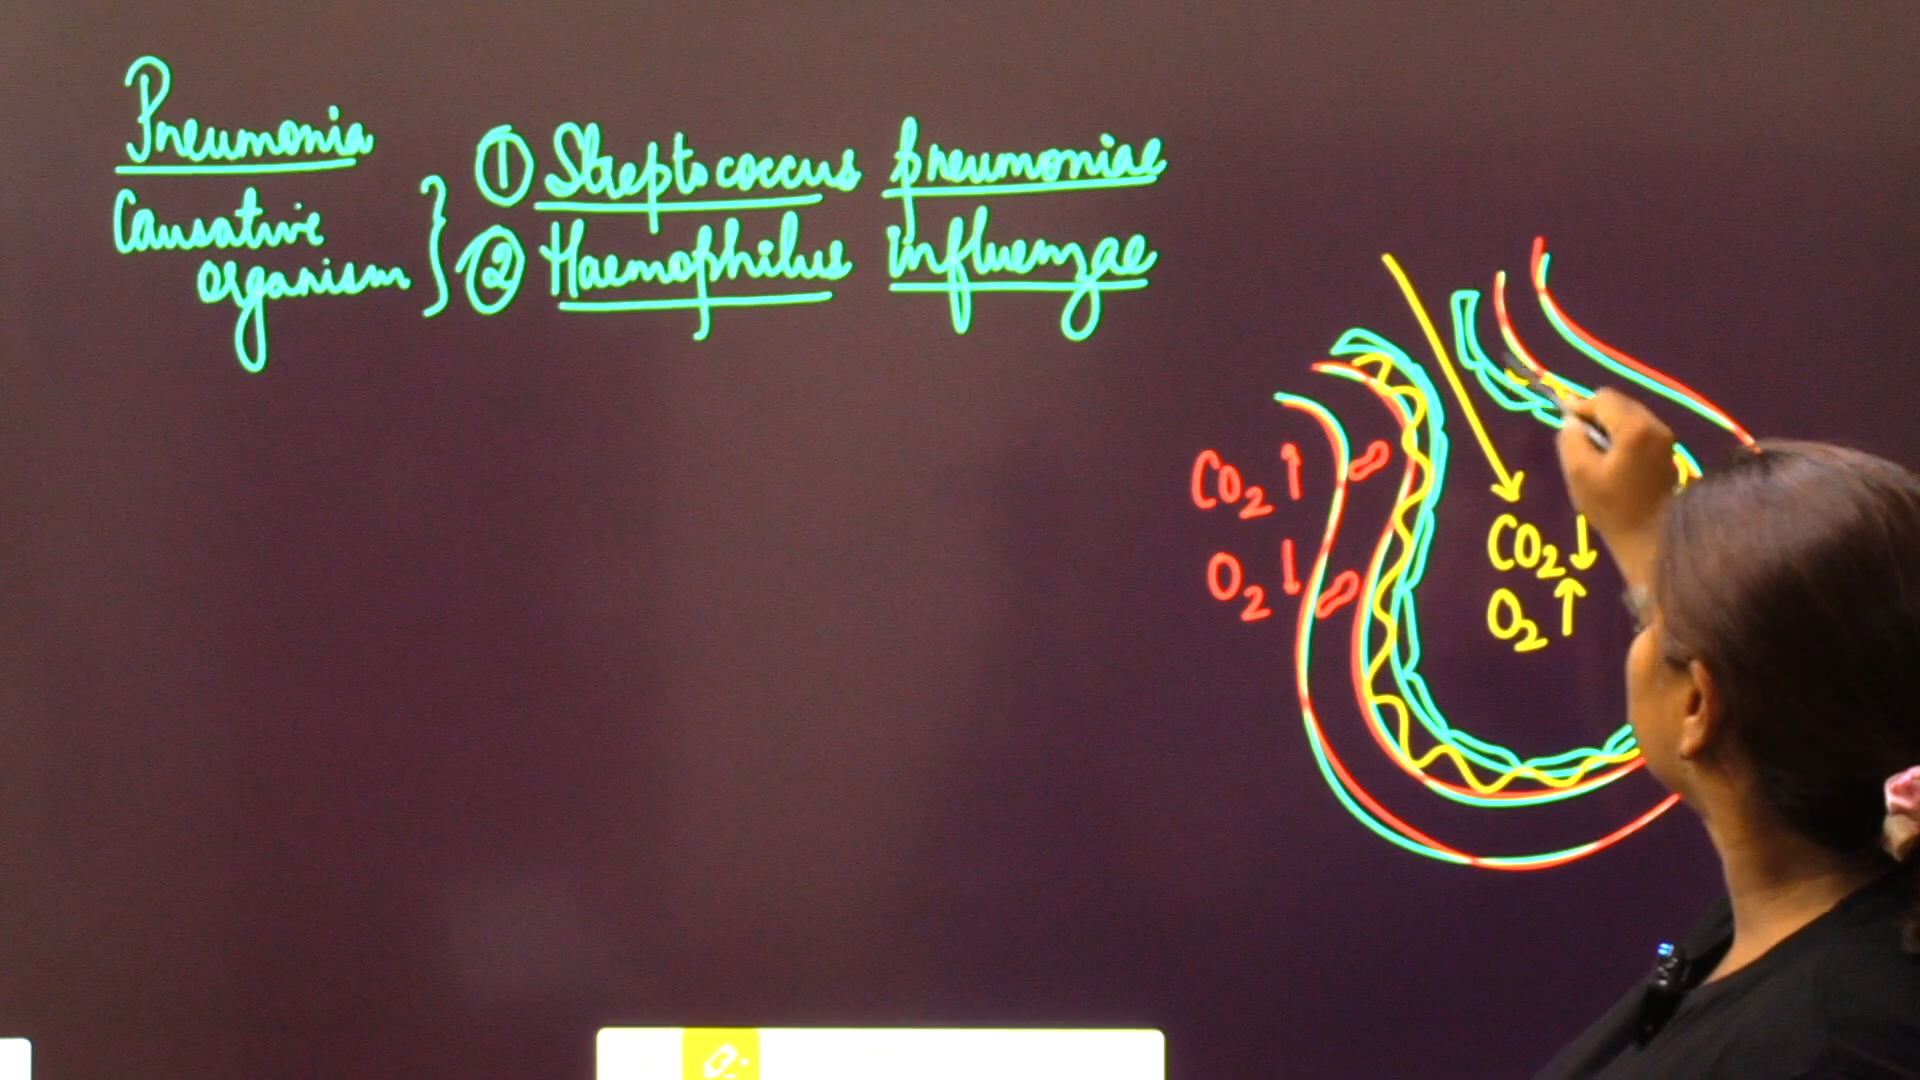 Pneumonia
Causative
organism
① Streptococcus pneumoniae
② Haemophilus influenzae
CO2 ↑
O2 ↓
CO2 ↓
O2 ↑